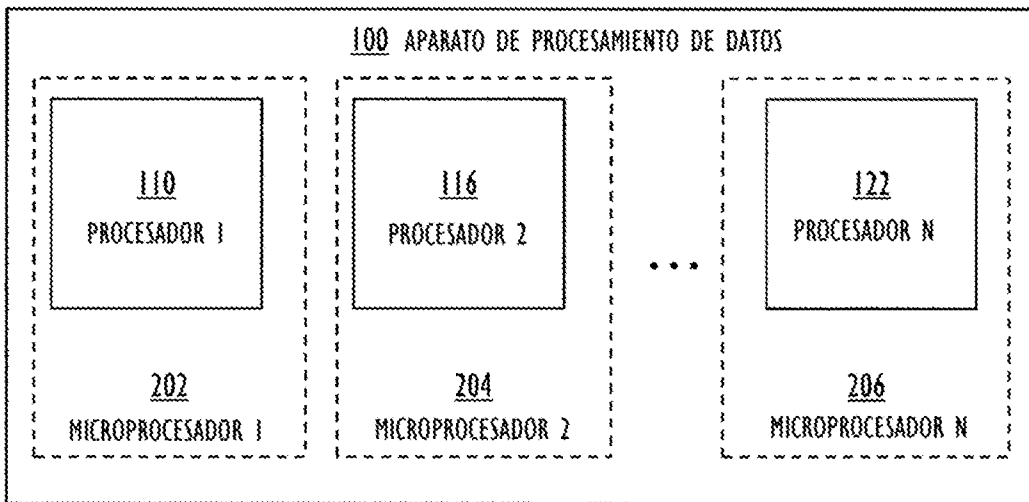 100 APARATO DE PROCESAMIENTO DE DATOS
110
PROCESADOR 1
202
MICROPROCESADOR 1
116
PROCESADOR 2
204
MICROPROCESADOR 2
...
122
PROCESADOR N
206
MICROPROCESADOR N